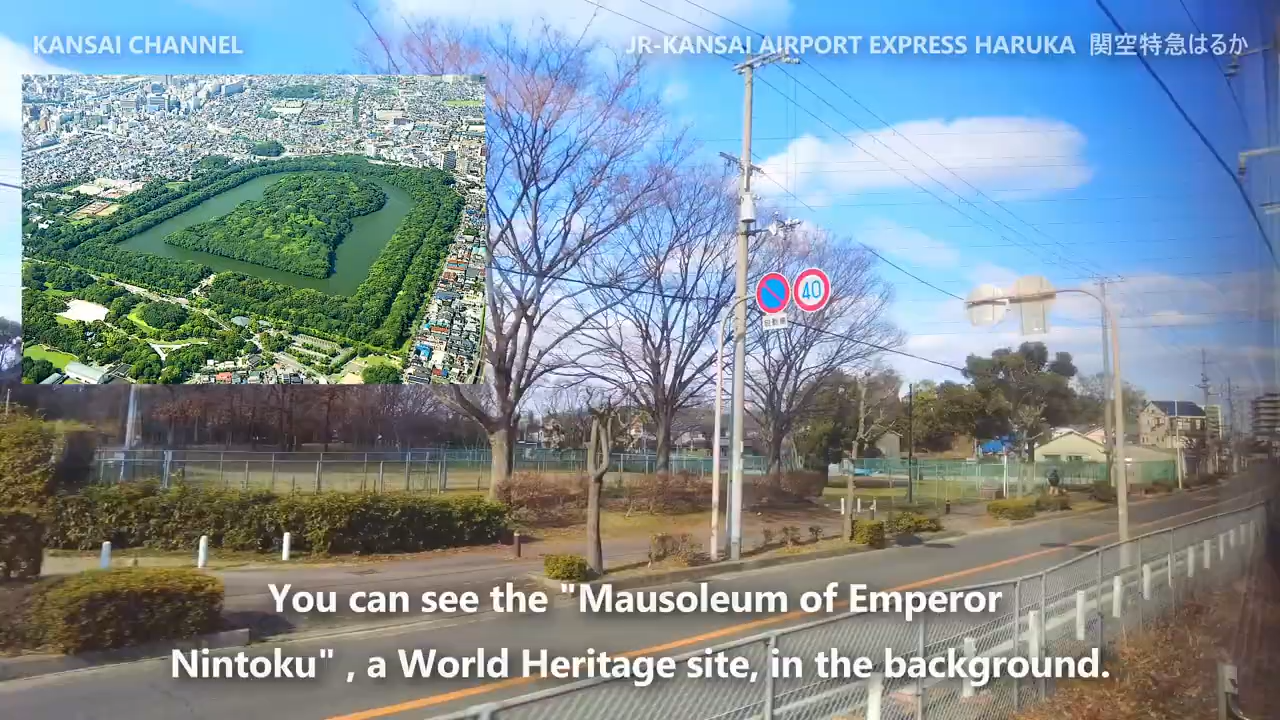 KANSAI CHANNEL
JR-KANSAI AIRPORT EXPRESS HARUKA 関空特急はるか
40
You can see the "Mausoleum of Emperor
Nintoku" , a World Heritage site, in the background.